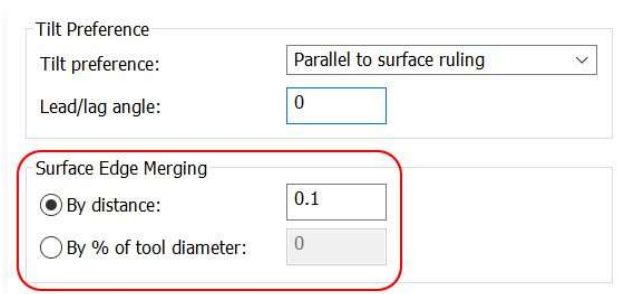 Tilt Preference
Tilt preference: Parallel to surface ruling
Lead/lag angle: 0
Surface Edge Merging
By distance: 0.1
By % of tool diameter: 0